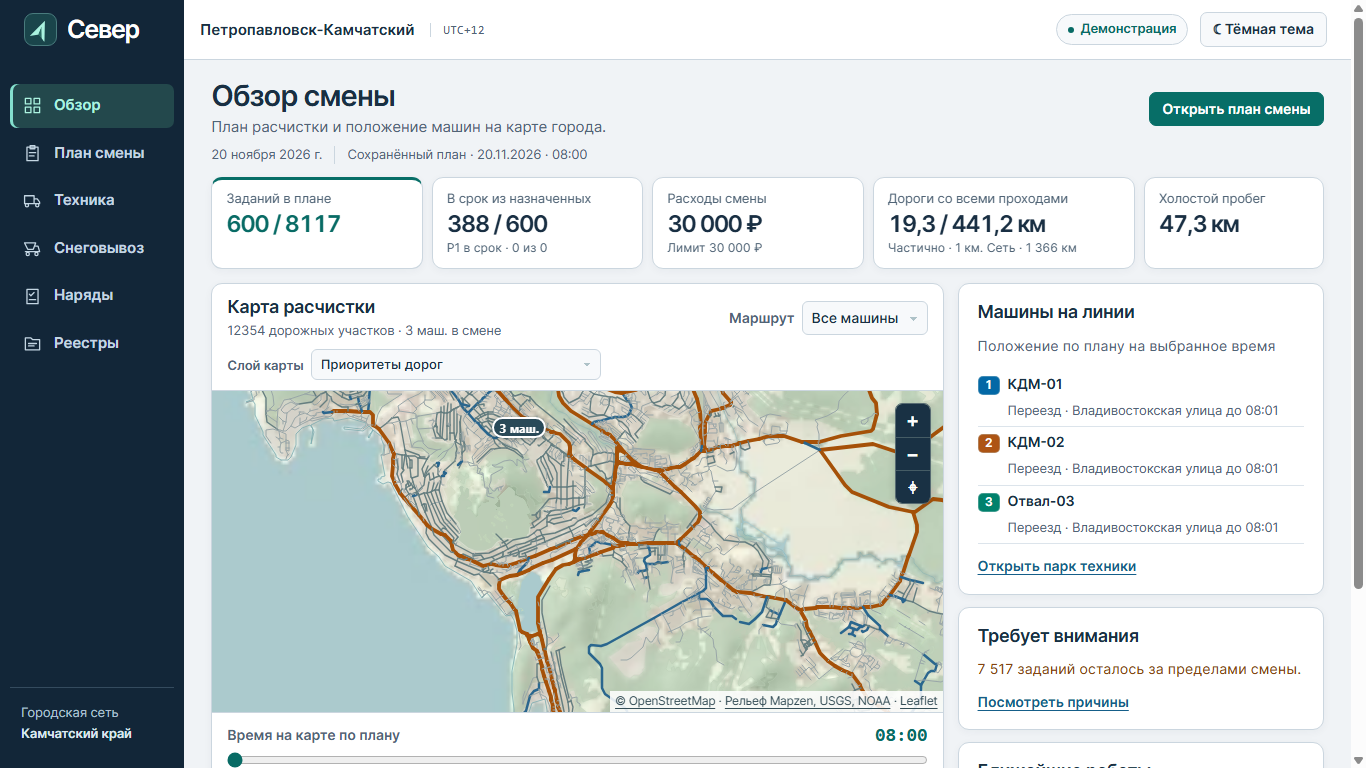 Север
Петропавловск-Камчатский
UTC+12
Демонстрация
Тёмная тема
Обзор
План смены
Техника
Снеговывоз
Наряды
Реестры
Городская сеть
Камчатский край
Обзор смены
План расчистки и положение машин на карте города.
20 ноября 2026 г.
Сохранённый план · 20.11.2026 · 08:00
Открыть план смены
Заданий в плане
600 / 8117
В срок из назначенных
388 / 600
P1 в срок · 0 из 0
Расходы смены
30 000 ₽
Лимит 30 000 ₽
Дороги со всеми проходами
19,3 / 441,2 км
Частично · 1 км. Сеть · 1 366 км
Холостой пробег
47,3 км
Карта расчистки
12354 дорожных участков · 3 маш. в смене
Маршрут
Все машины
Слой карты
Приоритеты дорог
3 маш.
+
−
© OpenStreetMap · Рельеф Mapzen, USGS, NOAA · Leaflet
Время на карте по плану
08:00
Машины на линии
Положение по плану на выбранное время
1 КДМ-01
Переезд · Владивостокская улица до 08:01
2 КДМ-02
Переезд · Владивостокская улица до 08:01
3 Отвал-03
Переезд · Владивостокская улица до 08:01
Открыть парк техники
Требует внимания
7 517 заданий осталось за пределами смены.
Посмотреть причины
Ближайшие работы